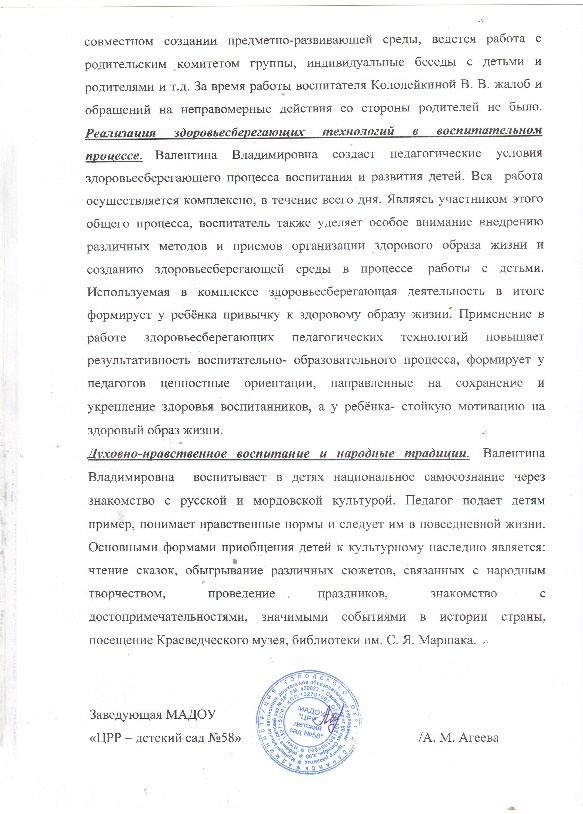 совместном создании предметно-развивающей среды, ведется работа с
родительским комитетом группы, индивидуальные беседы с детьми и
родителями и т.д. За время работы воспитателя Кололейкиной В. В. жалоб и
обращений на неправомерные действия со стороны родителей не было.
Реализация здоровьесберегающих технологий в воспитательном
процессе. Валентина Владимировна создаст педагогические условия
здоровьесберегающего процесса воспитания и развития детей. Вся работа
осуществляется комплексно, в течение всего дня. Являясь участником этого
общего процесса, воспитатель также уделяет особое внимание внедрению
различных методов и приемов организации здорового образа жизни и
созданию здоровьесберегающей среды в процессе работы с детьми.
Используемая в комплексе здоровьесберегающая деятельность в итоге
формирует у ребёнка привычку к здоровому образу жизни. Применение в
работе здоровьесберегающих педагогических технологий повышает
результативность воспитательно- образовательного процесса, формирует у
педагогов ценностные ориентации, направленные на сохранение и
укрепление здоровья воспитанников, а у ребёнка- стойкую мотивацию на
здоровый образ жизни.
Духовно-нравственное воспитание и народные традиции. Валентина
Владимировна воспитывает в детях национальное самосознание через
знакомство с русской и мордовской культурой. Педагог подает детям
пример, понимает нравственные нормы и следует им в повседневной жизни.
Основными формами приобщения детей к культурному наследию является:
чтение сказок, обыгрывание различных сюжетов, связанных с народным
творчеством, проведение праздников, знакомство с
достопримечательностями, значимыми событиями в истории страны,
посещение Краеведческого музея, библиотеки им. С. Я. Маршака.
Заведующая МАДОУ
«ЦРР – детский сад №58» /А. М. Агеева
МАДОУ
"ЦРР
детский
сад №58"